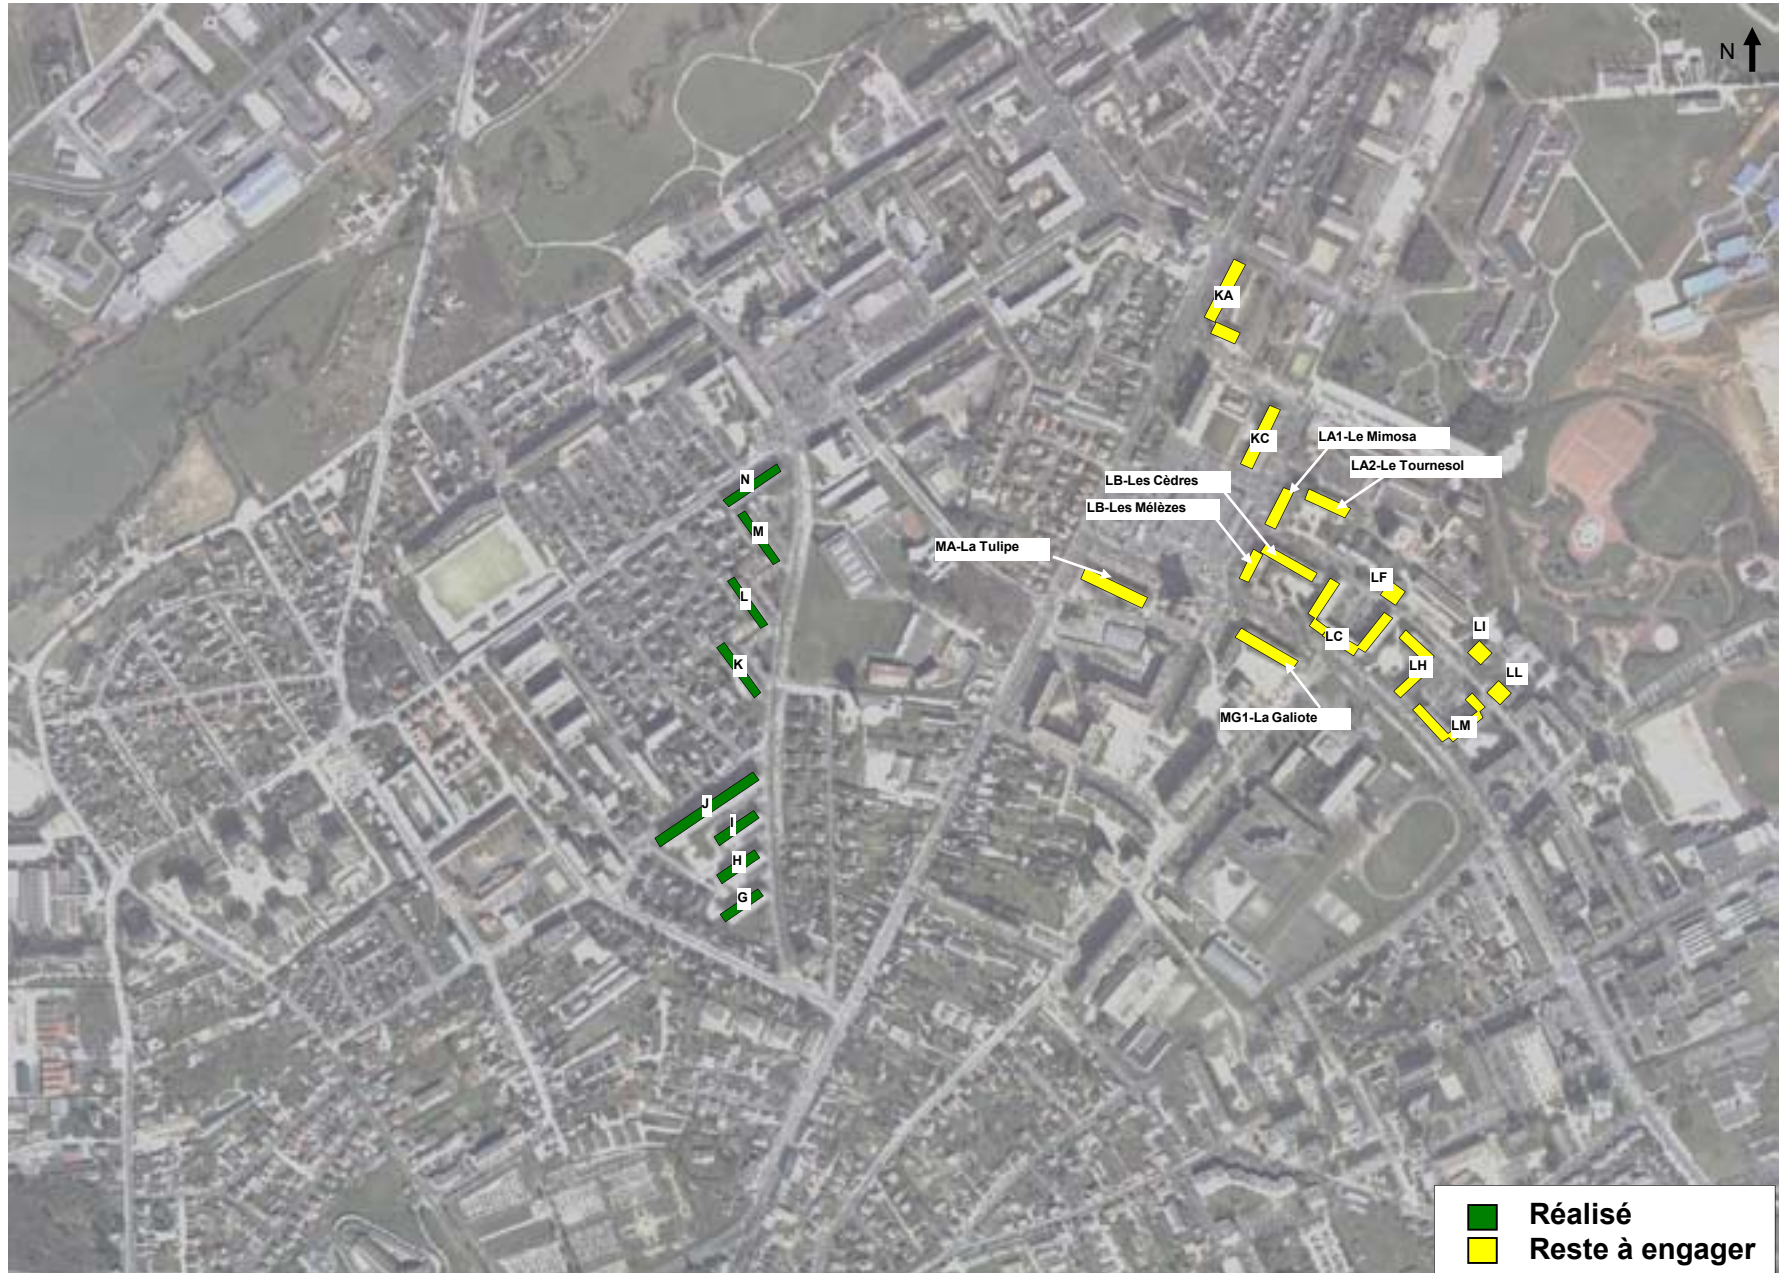 N
KA
KC
LA1-Le Mimosa
LA2-Le Tournesol
LB-Les Cèdres
LB-Les Mélèzes
MA-La Tulipe
N
M
L
K
LF
LI
LC
LH
LL
LM
MG1-La Galiote
J
I
H
G
Réalisé
Reste à engager